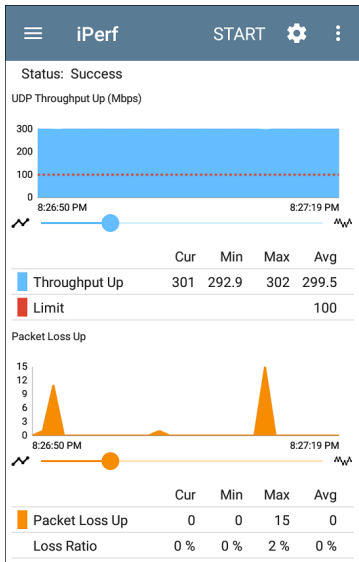 iPerf START
Status: Success
UDP Throughput Up (Mbps)
300
200
100
0
8:26:50 PM 8:27:19 PM
Cur Min Max Avg
Throughput Up 301 292.9 302 299.5
Limit 100
Packet Loss Up
15
12
9
6
3
0
8:26:50 PM 8:27:19 PM
Cur Min Max Avg
Packet Loss Up 0 0 15 0
Loss Ratio 0 % 0 % 2 % 0 %